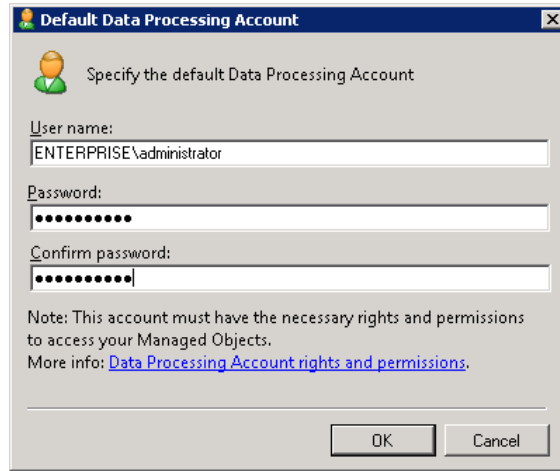 Default Data Processing Account
Specify the default Data Processing Account
User name:
ENTERPRISE\administrator
Password:
●●●●●●●●●●
Confirm password:
●●●●●●●●●●
Note: This account must have the necessary rights and permissions
to access your Managed Objects.
More info: Data Processing Account rights and permissions.
OK
Cancel